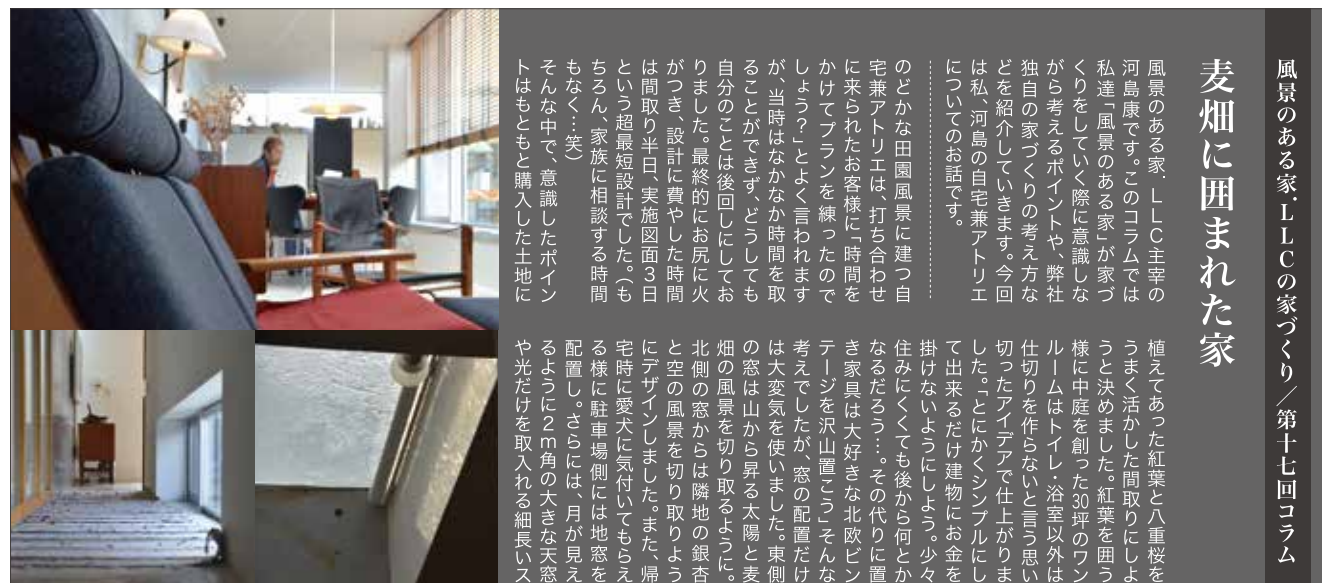 風景のある家.LLCの家づくり／第十七回コラム
麦畑に囲まれた家
風景のある家．ＬＬＣ主宰の
河島康です。このコラムでは
私達「風景のある家」が家づ
くりをしていく際に意識しな
がら考えるポイントや、弊社
独自の家づくりの考え方な
どを紹介していきます。今回
は私、河島の自宅兼アトリエ
についてのお話です。
のどかな田園風景に建つ自
宅兼アトリエは、打ち合わせ
に来られたお客様に「時間を
かけてプランを練ったので
しょう？」とよく言われます
が、当時はなかなか時間を取
ることができず、どうしても
自分のことは後回しにしてお
りました。最終的にお尻に火
がつき、設計に費やした時間
は間取り半日、実施図面３日
という超最短設計でした。（も
ちろん、家族に相談する時間
もなく…笑）
そんな中で、意識したポイン
トはもともと購入した土地に
植えてあった紅葉と八重桜を
うまく活かした間取りにしよ
うと決めました。紅葉を囲う
様に中庭を創った30坪のワン
ルームはトイレ・浴室以外は
仕切りを作らないと言う思い
切ったアイデアで仕上がりま
した。「とにかくシンプルにし
て出来るだけ建物にお金を
掛けないようにしよう。少々
住みにくくても後から何とか
なるだろう…。その代りに置
き家具は大好きな北欧ビン
テージを沢山置こう」そんな
考えでしたが、窓の配置だけ
は大変気を使いました。東側
の窓は山から昇る太陽と麦
畑の風景を切り取るように。
北側の窓からは隣地の銀杏
と空の風景を切り取りよう
にデザインしました。また、帰
宅時に愛犬に気付いてもらえ
る様に駐車場側には地窓を
配置し。さらには、月が見え
るように２ｍ角の大きな天窓
や光だけを取入れる細長いス